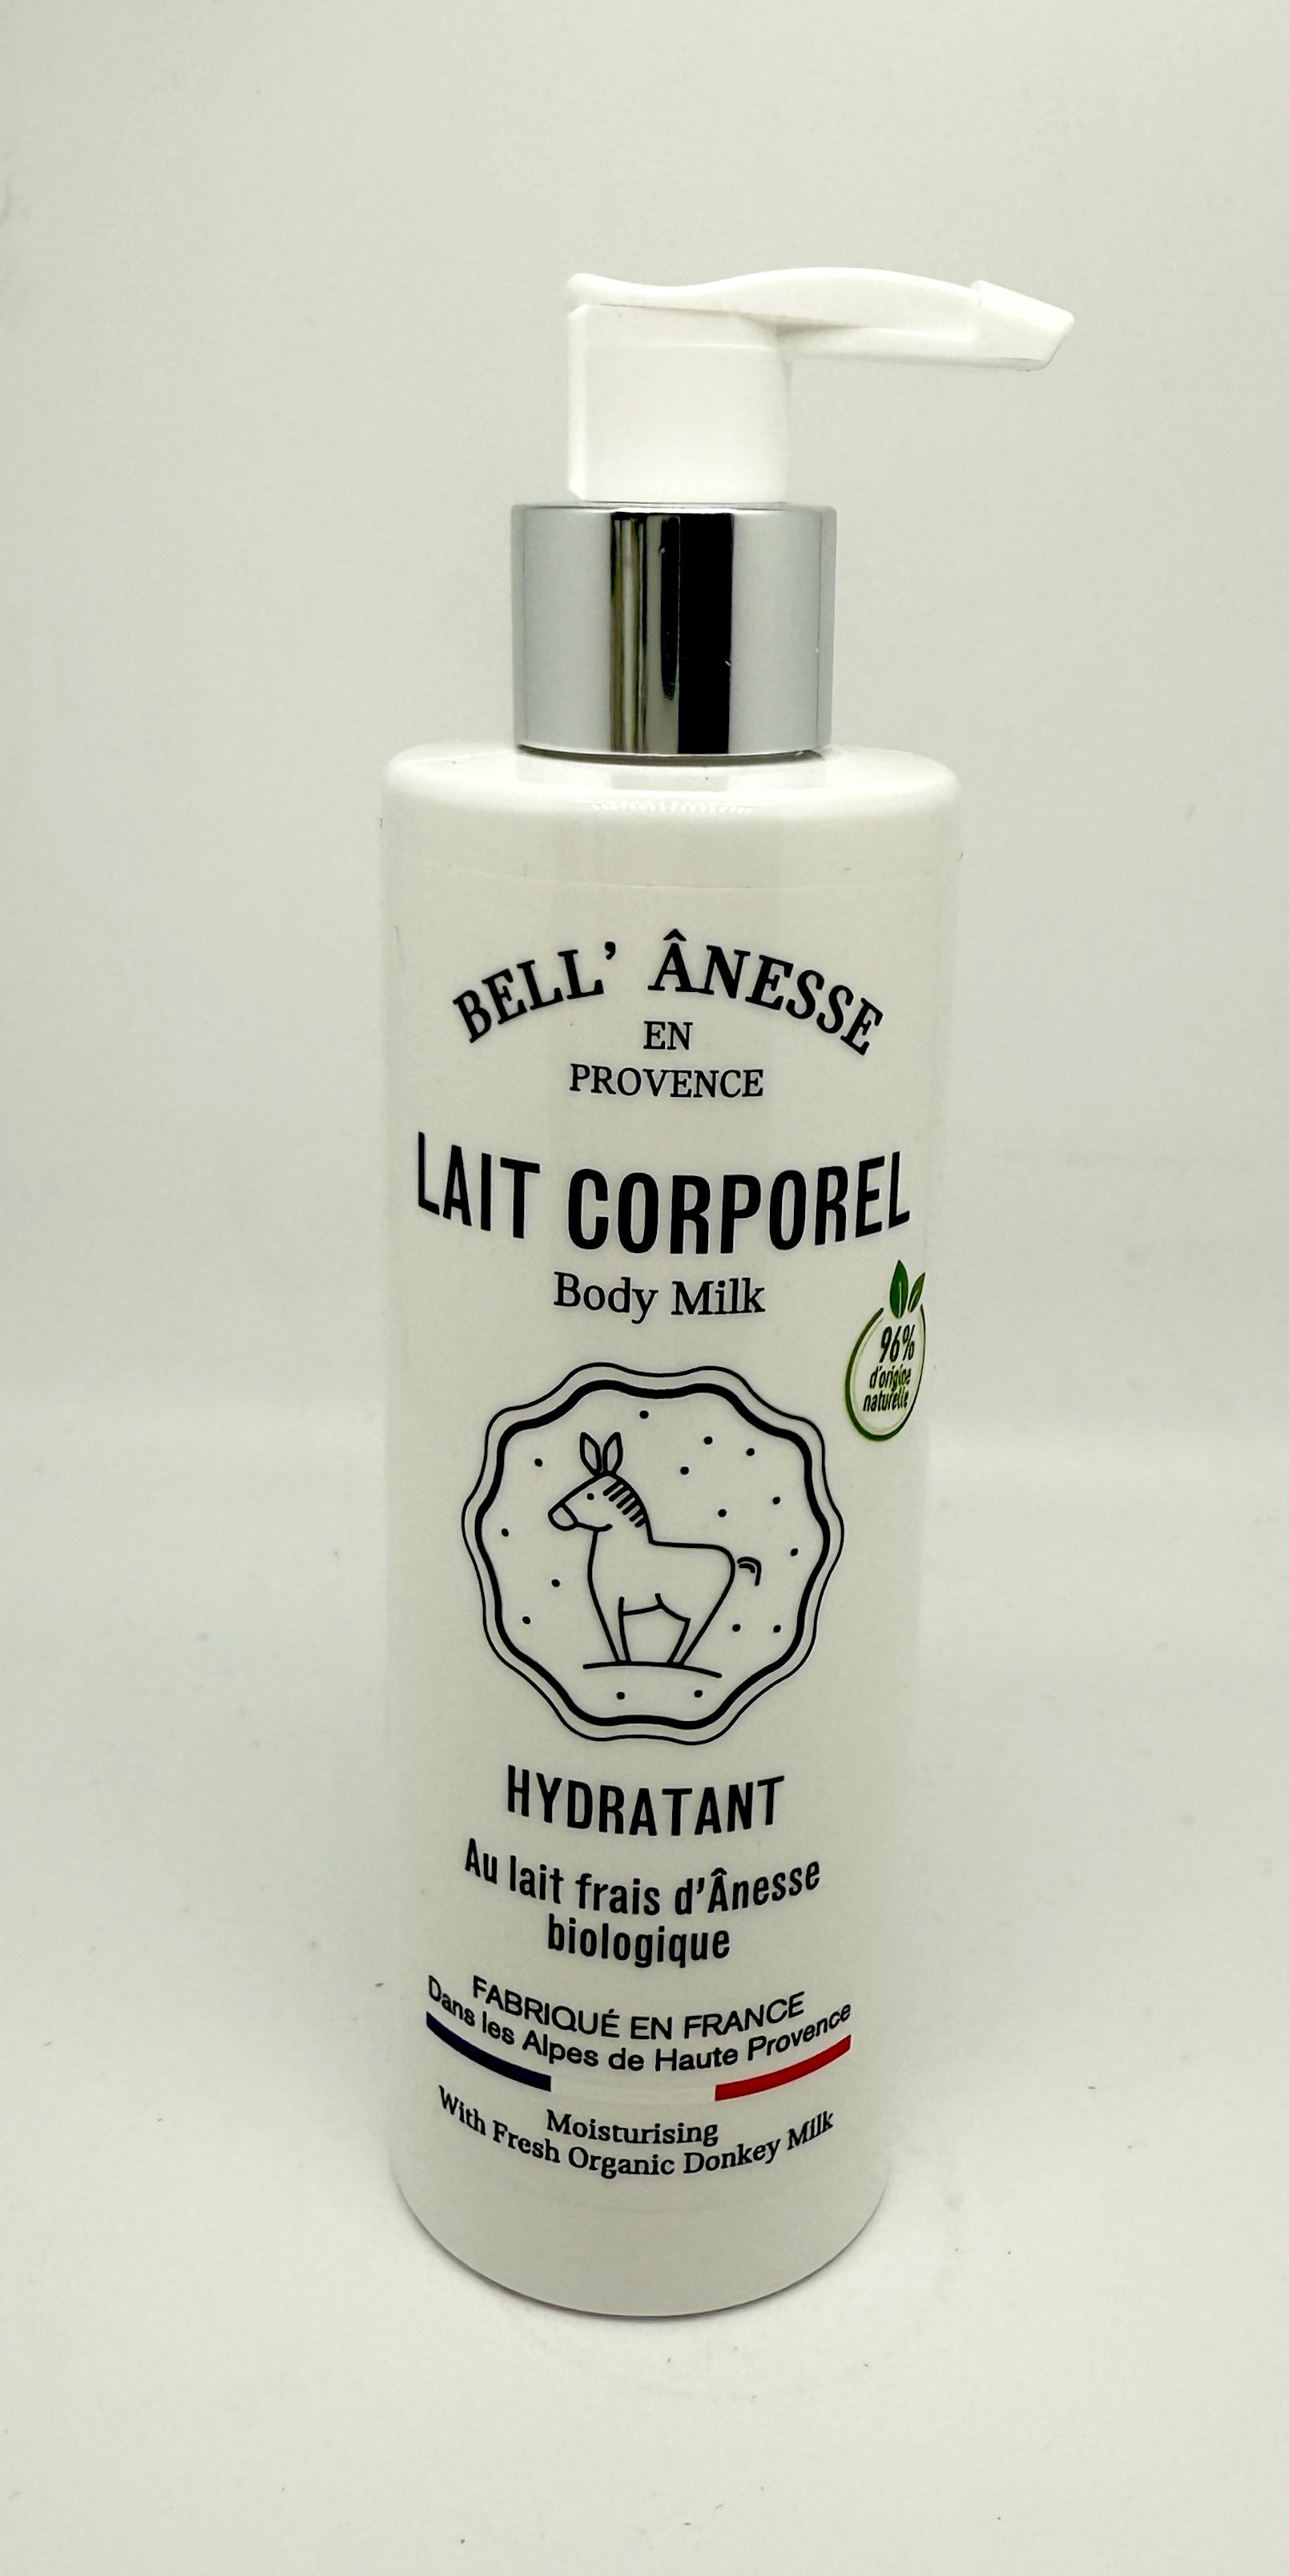 BELL' ÂNESSE
EN
PROVENCE
LAIT CORPOREL
Body Milk
96%
d'origine
naturelle
HYDRATANT
Au lait frais d'Ânesse
biologique
FABRIQUÉ EN FRANCE
Dans les Alpes de Haute Provence
Moisturising
With Fresh Organic Donkey Milk